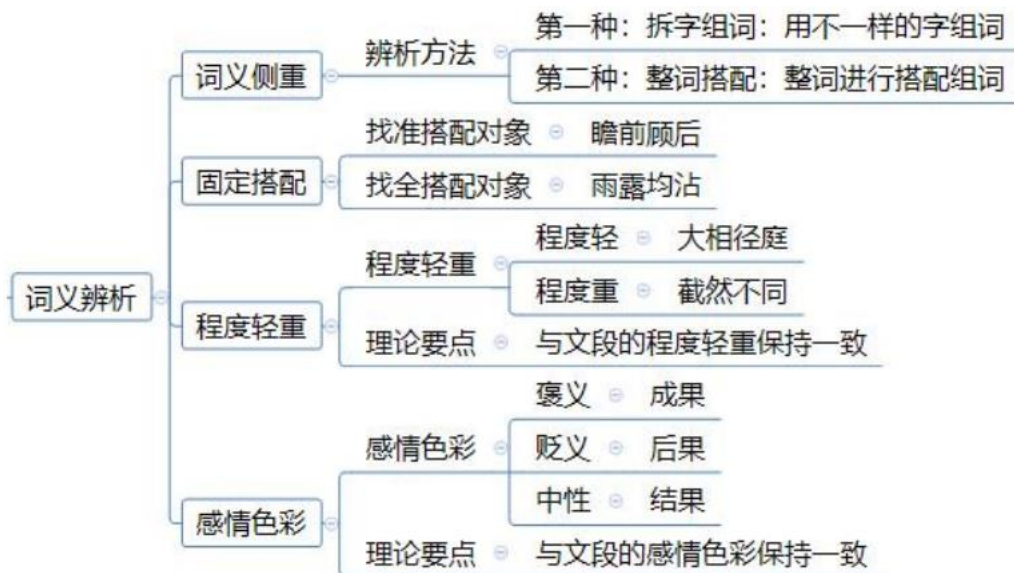 词义辨析
词义侧重
辨析方法
第一种：拆字组词：用不一样的字组词
第二种：整词搭配：整词进行搭配组词
固定搭配
找准搭配对象 瞻前顾后
找全搭配对象 雨露均沾
程度轻重
程度轻重
程度轻 大相径庭
程度重 截然不同
理论要点 与文段的程度轻重保持一致
感情色彩
感情色彩
褒义 成果
贬义 后果
中性 结果
理论要点 与文段的感情色彩保持一致